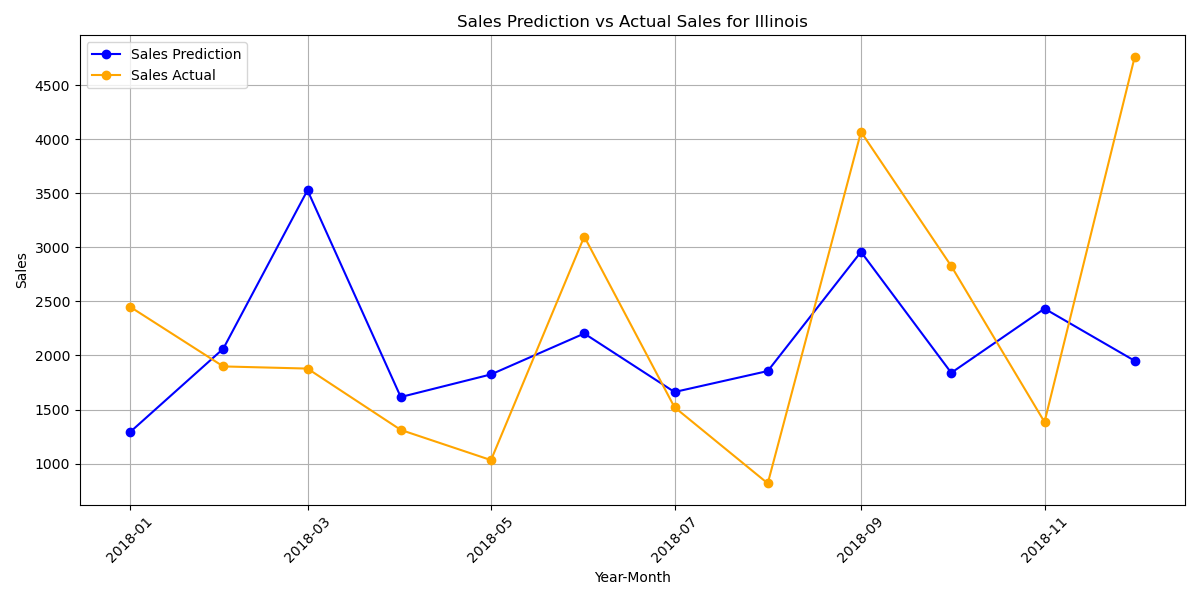 Sales Prediction vs Actual Sales for Illinois
Sales Prediction
Sales Actual
4500
4000
3500
3000
2500
2000
1500
1000
Sales
2018-01
2018-03
2018-05
2018-07
2018-09
2018-11
Year-Month